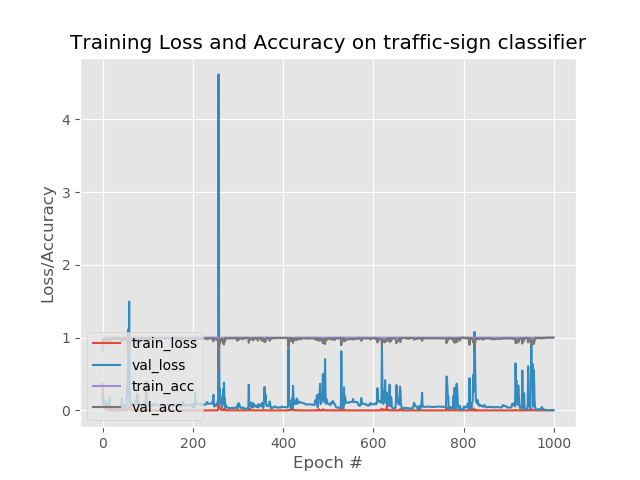 Training Loss and Accuracy on traffic-sign classifier
4
3
2
1
0
Loss/Accuracy
train_loss
val_loss
train_acc
val_acc
0 200 400 600 800 1000
Epoch #